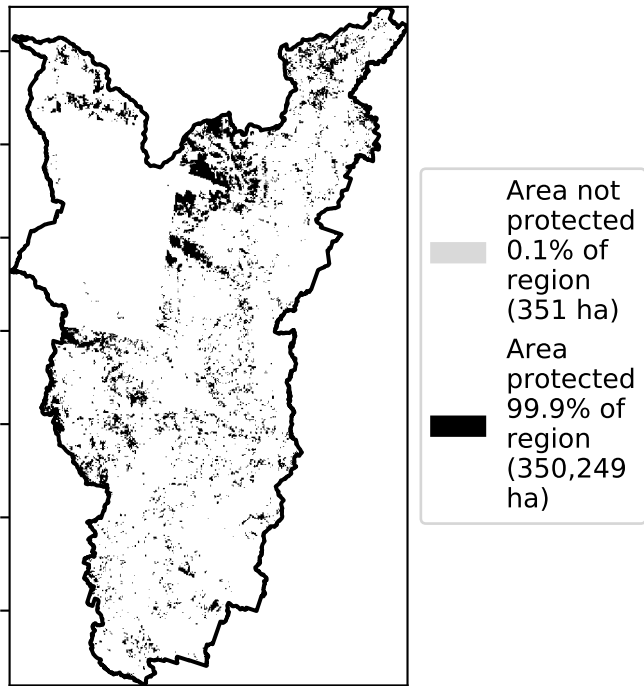 Area not
protected
0.1% of
region
(351 ha)
Area
protected
99.9% of
region
(350,249
ha)